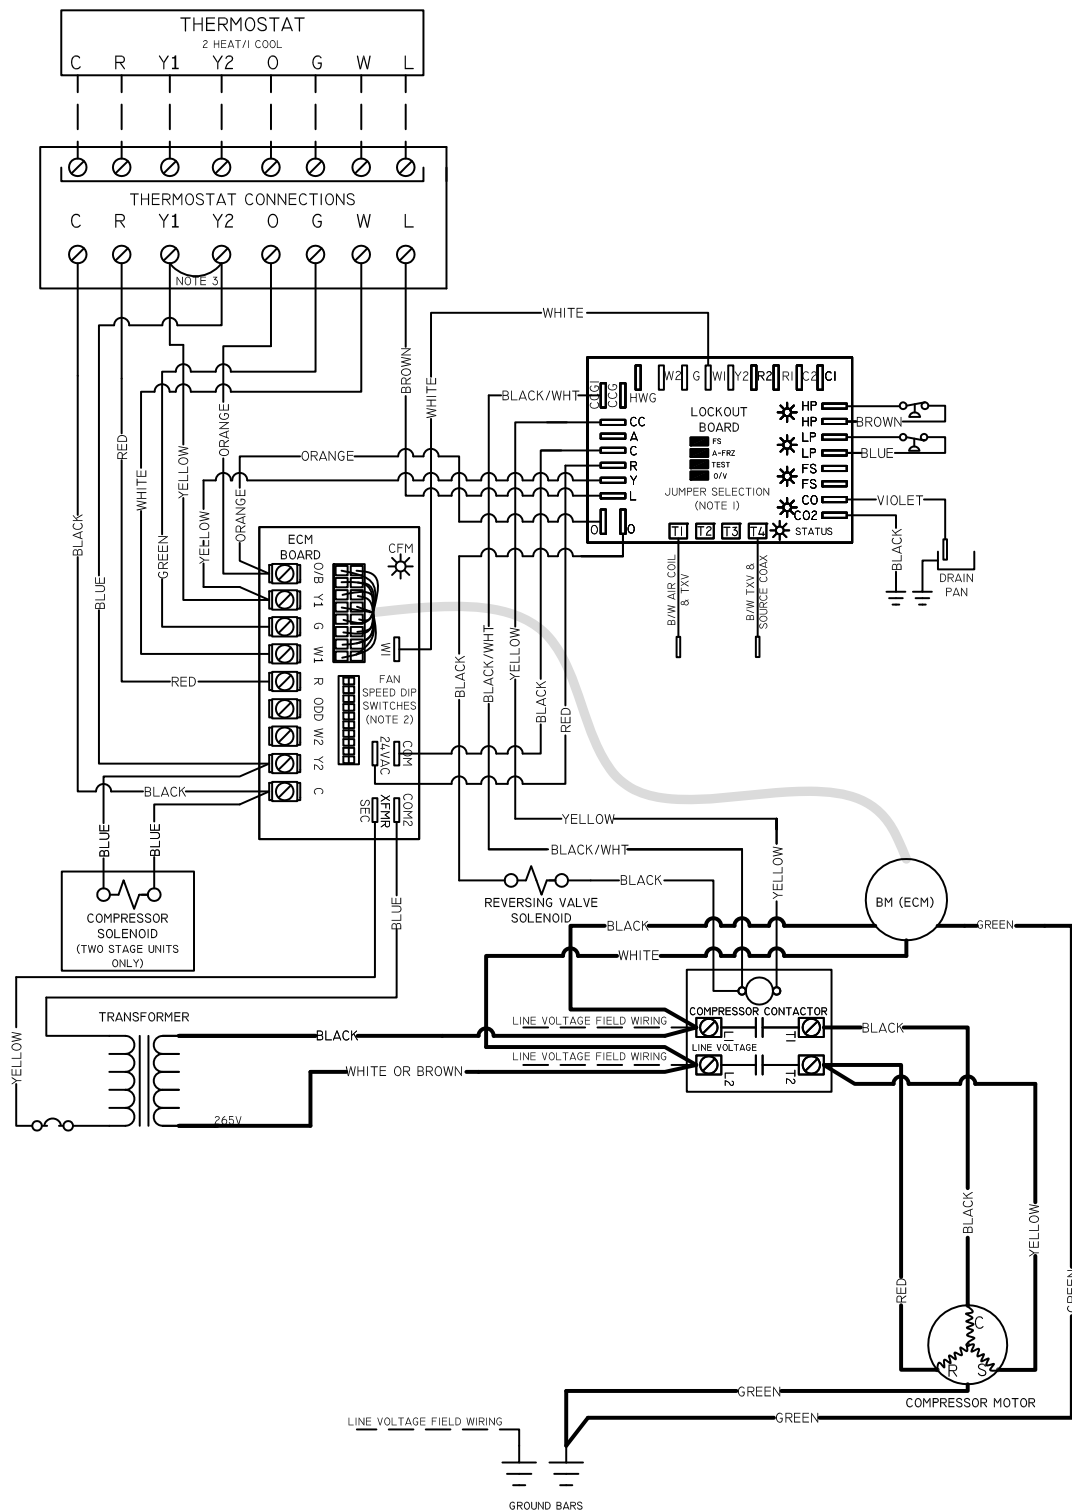 THERMOSTAT
2 HEAT/1 COOL
C R Y1 Y2 O G W L
THERMOSTAT CONNECTIONS
C R Y1 Y2 O G W L
NOTE 3
WHITE
BROWN
WHITE
RED
ORANGE
ORANGE
YELLOW
WHITE
BLACK
BLUE
GREEN
YELLOW
ORANGE
BLACK/WHT
CCG1
CCG
HWG
W2 G W1 Y2 R2 R1 C2 C1
LOCKOUT
BOARD
FS
A-FRZ
TEST
O/V
JUMPER SELECTION
(NOTE 1)
CC
A
C
R
Y
L
O O
HP
HP
LP
LP
FS
FS
CO
CO2
STATUS
T1 T2 T3 T4
BROWN
BLUE
VIOLET
BLACK
DRAIN
PAN
B/W AIR COIL
& TXV
B/W TXV &
SOURCE COAX
ECM
BOARD
CFM
O/B
Y1
G
W1
R
ODD
W2
Y2
C
W1
FAN
SPEED DIP
SWITCHES
(NOTE 2)
24VAC
COM
SEC
XFMR
COM2
RED
BLACK
BLACK
BLACK/WHT
YELLOW
BLACK
RED
BLUE
BLUE
COMPRESSOR
SOLENOID
(TWO STAGE UNITS
ONLY)
BLUE
YELLOW
BLACK/WHT
YELLOW
BLACK
REVERSING VALVE
SOLENOID
BM (ECM)
BLACK
GREEN
WHITE
COMPRESSOR CONTACTOR
LINE VOLTAGE FIELD WIRING
L1
T1
LINE VOLTAGE
LINE VOLTAGE FIELD WIRING
L2
T2
BLACK
TRANSFORMER
BLACK
WHITE OR BROWN
YELLOW
265V
BLACK
YELLOW
RED
GREEN
C
R S
COMPRESSOR MOTOR
GREEN
GREEN
LINE VOLTAGE FIELD WIRING
GROUND BARS